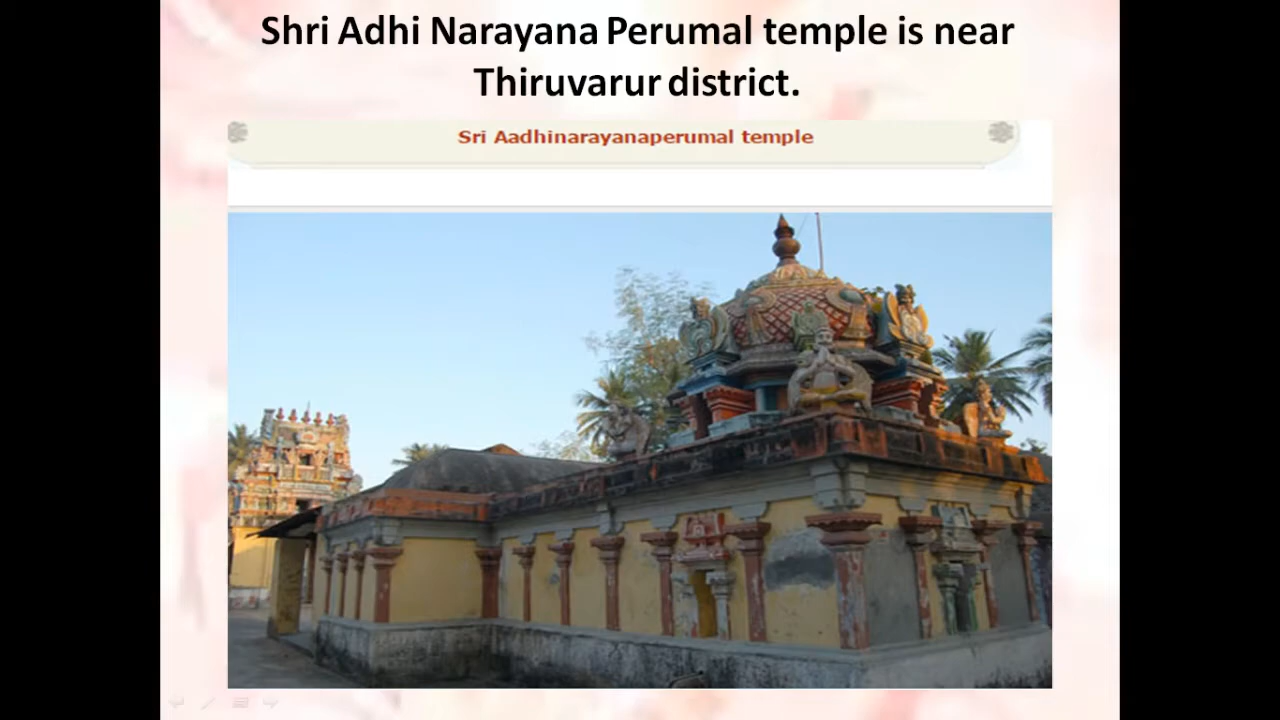 Shri Adhi Narayana Perumal temple is near
Thiruvarur district.
Sri Aadhinarayanaperumal temple